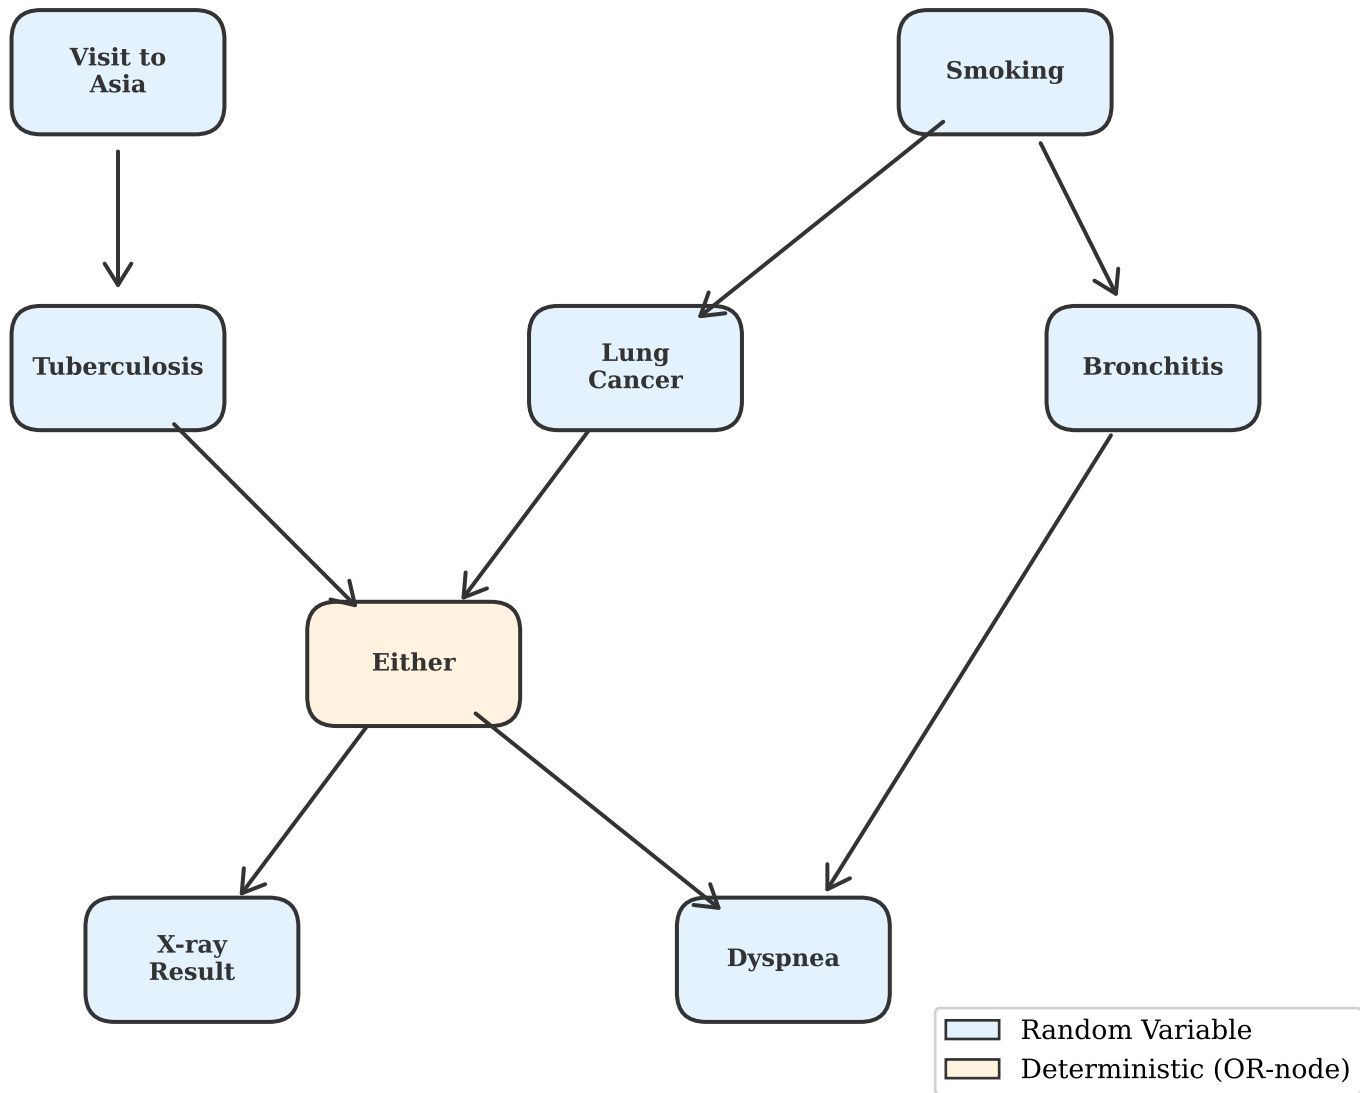 Visit to
Asia
Smoking
Tuberculosis
Lung
Cancer
Bronchitis
Either
X-ray
Result
Dyspnea
Random Variable
Deterministic (OR-node)